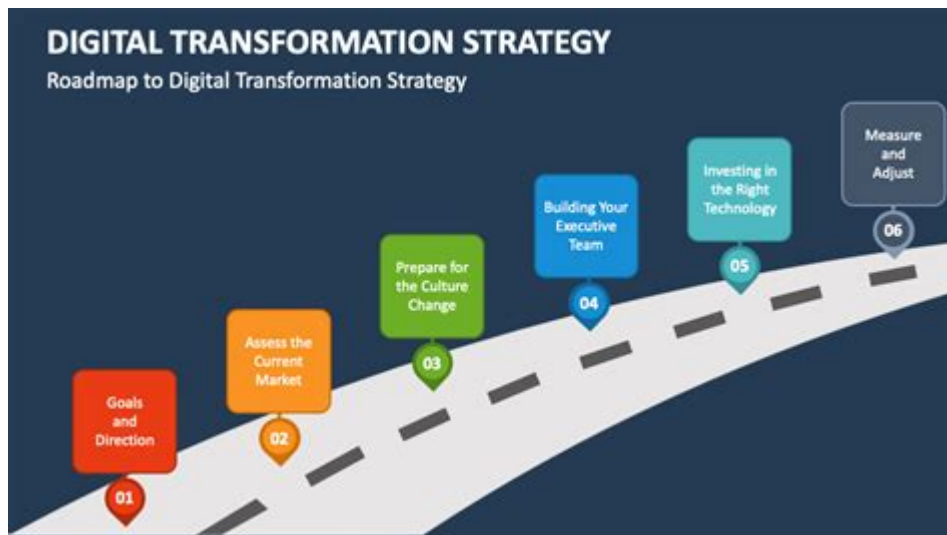 DIGITAL TRANSFORMATION STRATEGY
Roadmap to Digital Transformation Strategy
Goals
and
Direction
01
Assess the
Current
Market
02
Prepare for
the Culture
Change
03
Building Your
Executive
Team
04
Investing in
the Right
Technology
05
Measure
and
Adjust
06